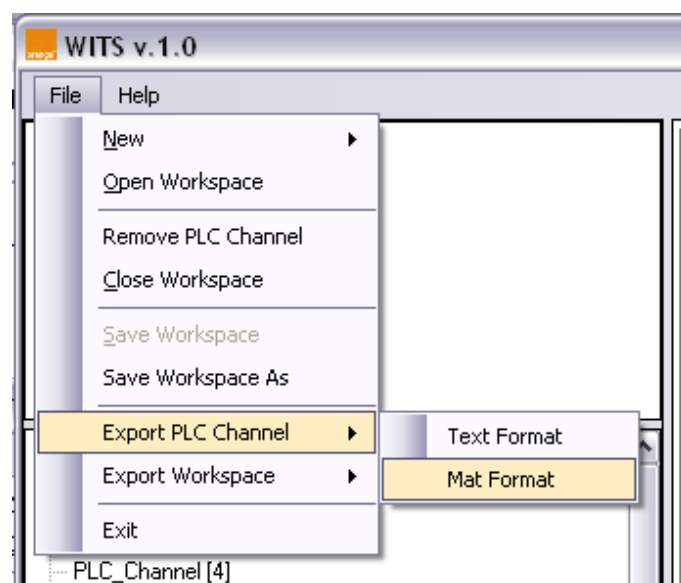 orange
WITS v.1.0
File Help
New
Open Workspace
Remove PLC Channel
Close Workspace
Save Workspace
Save Workspace As
Export PLC Channel
Text Format
Mat Format
Export Workspace
Exit
PLC_Channel [4]